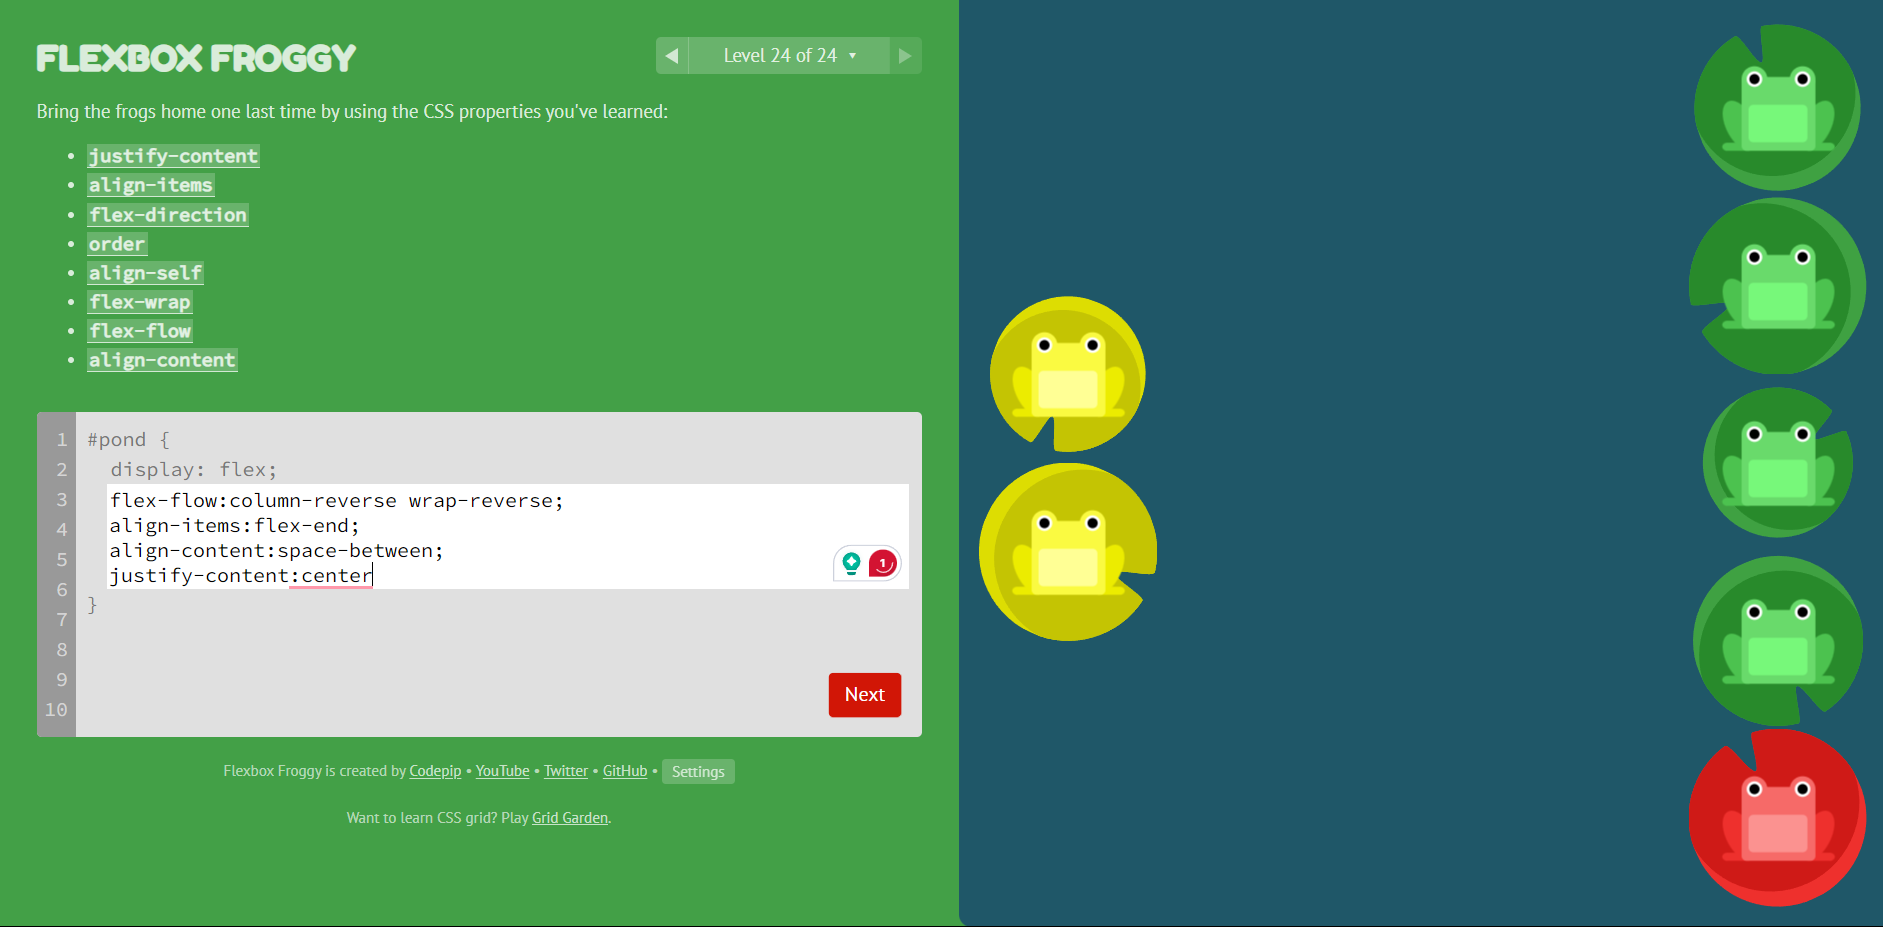 FLEXBOX FROGGY
◀ Level 24 of 24 ▼ ▶
Bring the frogs home one last time by using the CSS properties you've learned:
• justify-content
• align-items
• flex-direction
• order
• align-self
• flex-wrap
• flex-flow
• align-content
1 #pond {
2 display: flex;
3 flex-flow:column-reverse wrap-reverse;
4 align-items:flex-end;
5 align-content:space-between;
6 justify-content:center
1
}
7
8
9
10
Next
Flexbox Froggy is created by Codepip • YouTube • Twitter • GitHub • Settings
Want to learn CSS grid? Play Grid Garden.